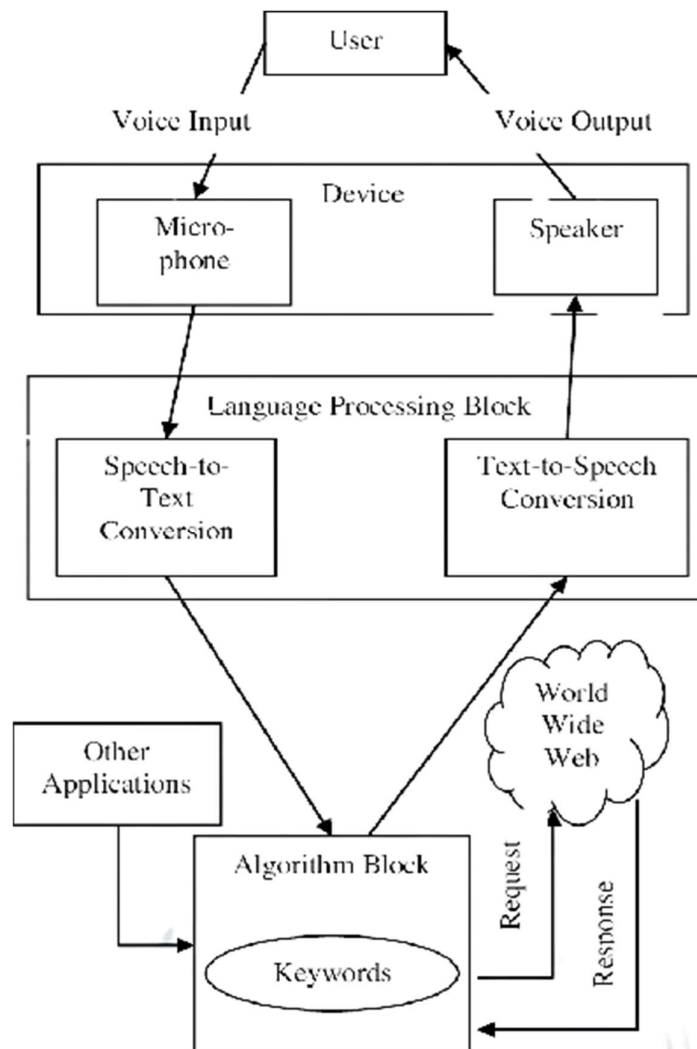 User
Voice Input
Voice Output
Device
Micro-
phone
Speaker
Language Processing Block
Speech-to-
Text
Conversion
Text-to-Speech
Conversion
World
Wide
Web
Other
Applications
Algorithm Block
Keywords
Request
Response